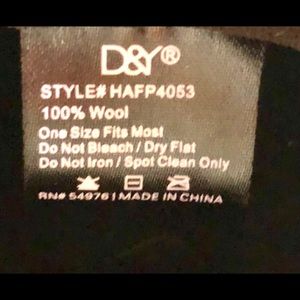 D&Y®
STYLE# HAFP4053
100% Wool
One Size Fits Most
Do Not Bleach / Dry Flat
Do Not Iron / Spot Clean Only
RN# 54976 | MADE IN CHINA